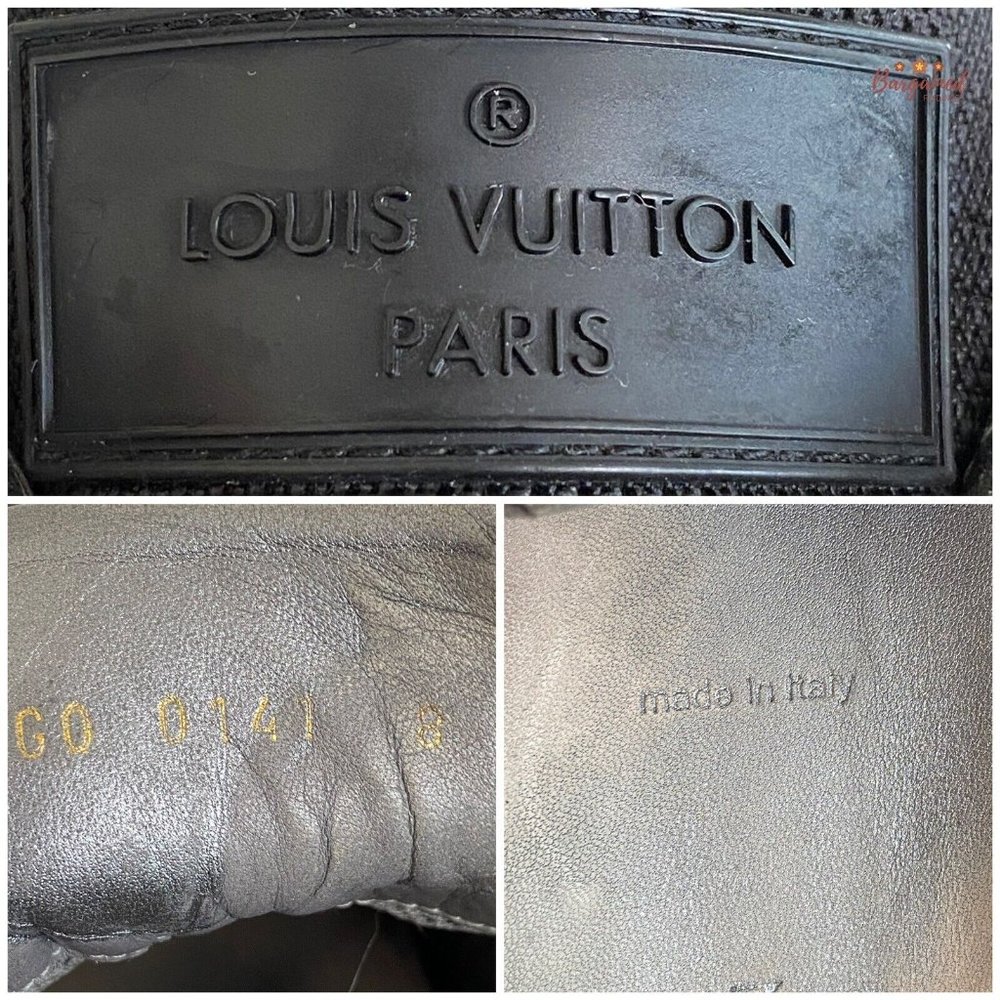 ®
LOUIS VUITTON
PARIS
GO 0141 8
made in italy